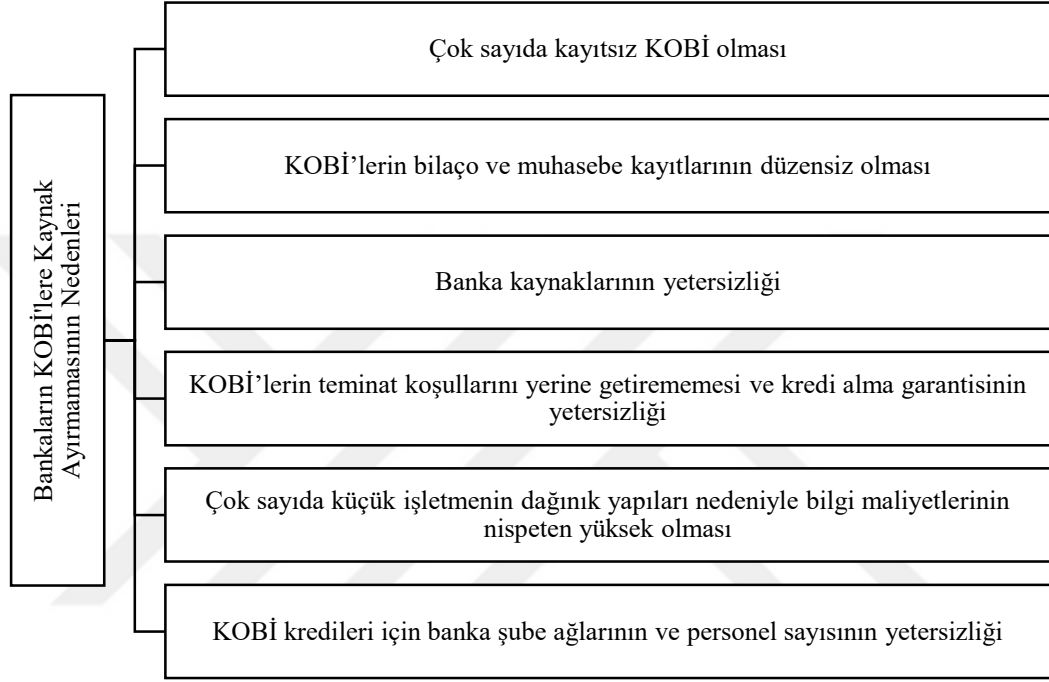 Bankaların KOBİ'lere Kaynak
Ayırmamasının Nedenleri
Çok sayıda kayıtsız KOBİ olması
KOBİ’lerin bilaço ve muhasebe kayıtlarının düzensiz olması
Banka kaynaklarının yetersizliği
KOBİ’lerin teminat koşullarını yerine getirememesi ve kredi alma garantisinin
yetersizliği
Çok sayıda küçük işletmenin dağınık yapıları nedeniyle bilgi maliyetlerinin
nispeten yüksek olması
KOBİ kredileri için banka şube ağlarının ve personel sayısının yetersizliği